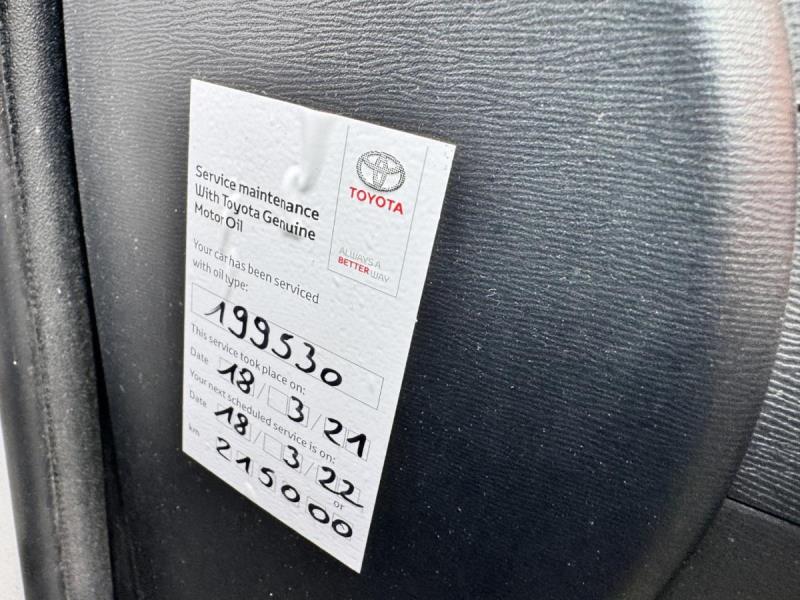 TOYOTA
ALWAYS A
BETTER WAY
Service maintenance
With Toyota Genuine
Motor Oil
Your car has been serviced
with oil type:
199530
This service took place on:
Date 18 / 3 / 21
Your next scheduled service is on:
Date 18 / 3 / 22
or
km 215000